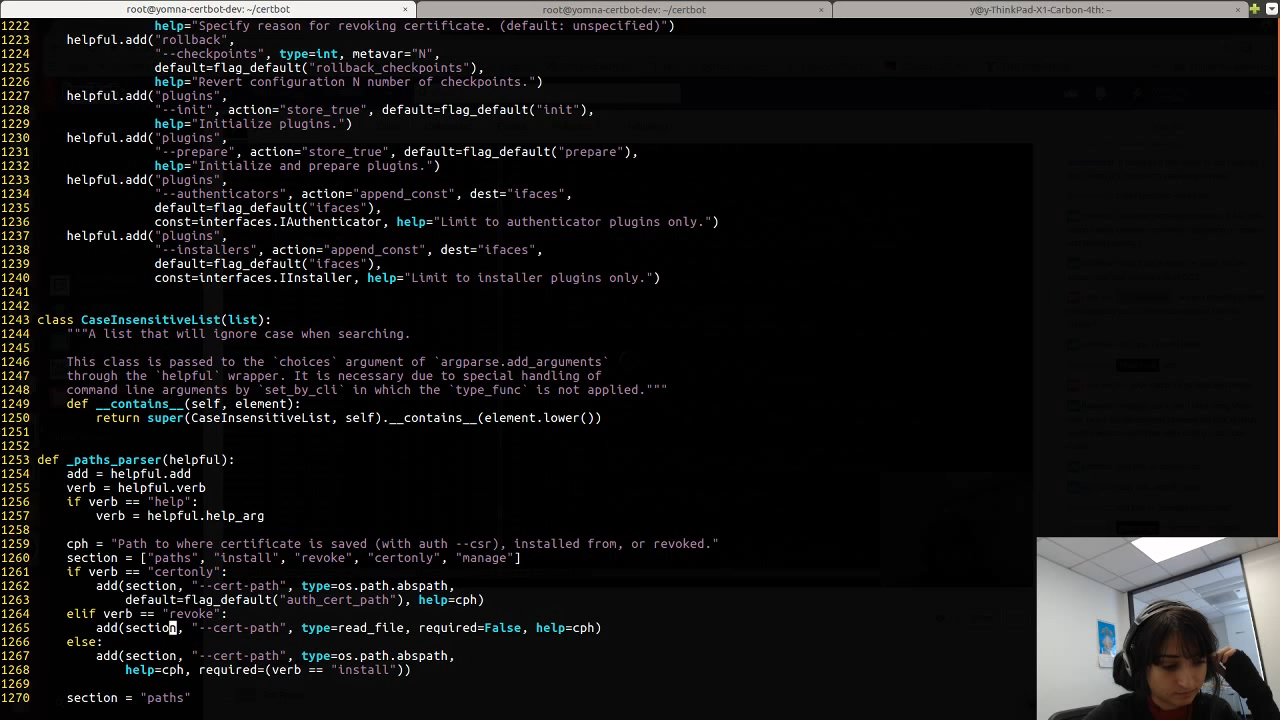 root@yomna-certbot-dev: ~/certbot × root@yomna-certbot-dev: ~/certbot × y@y-ThinkPad-X1-Carbon-4th: ~ ×
1222 help="Specify reason for revoking certificate. (default: unspecified)")
1223 helpful.add("rollback",
1224 "--checkpoints", type=int, metavar="N",
1225 default=flag_default("rollback_checkpoints"),
1226 help="Revert configuration N number of checkpoints.")
1227 helpful.add("plugins",
1228 "--init", action="store_true", default=flag_default("init"),
1229 help="Initialize plugins.")
1230 helpful.add("plugins",
1231 "--prepare", action="store_true", default=flag_default("prepare"),
1232 help="Initialize and prepare plugins.")
1233 helpful.add("plugins",
1234 "--authenticators", action="append_const", dest="ifaces",
1235 default=flag_default("ifaces"),
1236 const=interfaces.IAuthenticator, help="Limit to authenticator plugins only.")
1237 helpful.add("plugins",
1238 "--installers", action="append_const", dest="ifaces",
1239 default=flag_default("ifaces"),
1240 const=interfaces.IInstaller, help="Limit to installer plugins only.")
1241
1242
1243 class CaseInsensitiveList(list):
1244 """A list that will ignore case when searching.
1245
1246 This class is passed to the `choices` argument of `argparse.add_arguments`
1247 through the `helpful` wrapper. It is necessary due to special handling of
1248 command line arguments by `set_by_cli` in which the `type_func` is not applied."""
1249 def __contains__(self, element):
1250 return super(CaseInsensitiveList, self).__contains__(element.lower())
1251
1252
1253 def _paths_parser(helpful):
1254 add = helpful.add
1255 verb = helpful.verb
1256 if verb == "help":
1257 verb = helpful.help_arg
1258
1259 cph = "Path to where certificate is saved (with auth --csr), installed from, or revoked."
1260 section = ["paths", "install", "revoke", "certonly", "manage"]
1261 if verb == "certonly":
1262 add(section, "--cert-path", type=os.path.abspath,
1263 default=flag_default("auth_cert_path"), help=cph)
1264 elif verb == "revoke":
1265 add(section, "--cert-path", type=read_file, required=False, help=cph)
1266 else:
1267 add(section, "--cert-path", type=os.path.abspath,
1268 help=cph, required=(verb == "install"))
1269
1270 section = "paths"